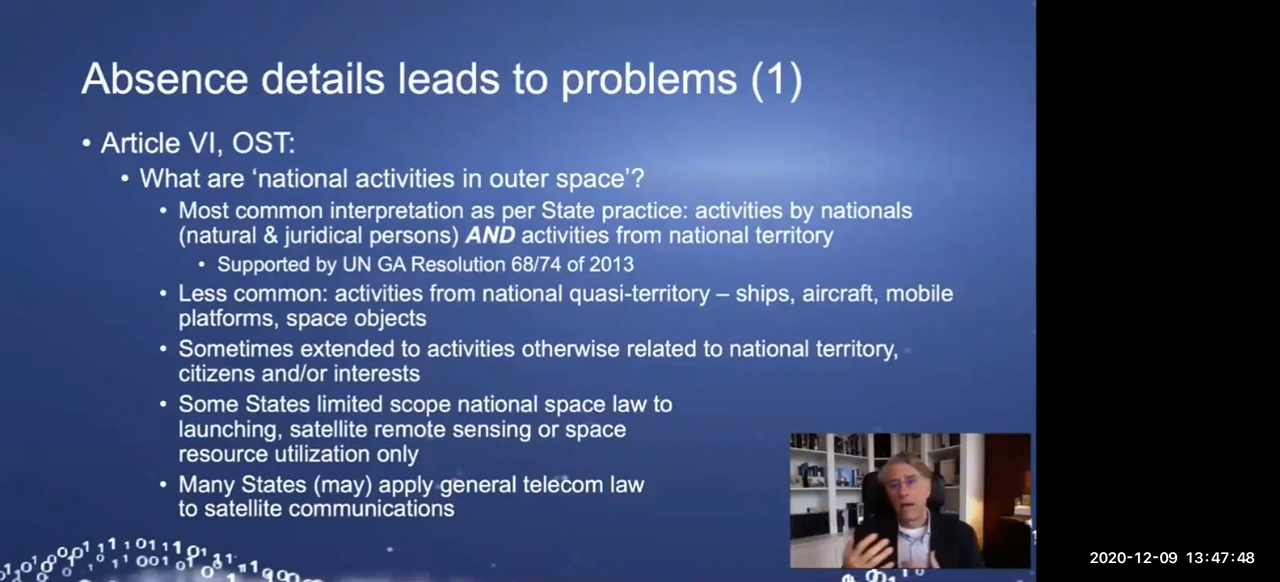 Absence details leads to problems (1)
• Article VI, OST:
• What are ‘national activities in outer space’?
• Most common interpretation as per State practice: activities by nationals
(natural & juridical persons) AND activities from national territory
• Supported by UN GA Resolution 68/74 of 2013
• Less common: activities from national quasi-territory – ships, aircraft, mobile
platforms, space objects
• Sometimes extended to activities otherwise related to national territory,
citizens and/or interests
• Some States limited scope national space law to
launching, satellite remote sensing or space
resource utilization only
• Many States (may) apply general telecom law
to satellite communications
2020-12-09 13:47:48